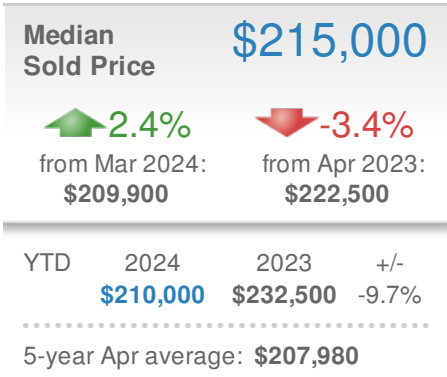 Median
Sold Price
$215,000
2.4%
-3.4%
from Mar 2024:
from Apr 2023:
$209,900
$222,500
YTD 2024 2023 +/-
$210,000 $232,500 -9.7%
5-year Apr average: $207,980